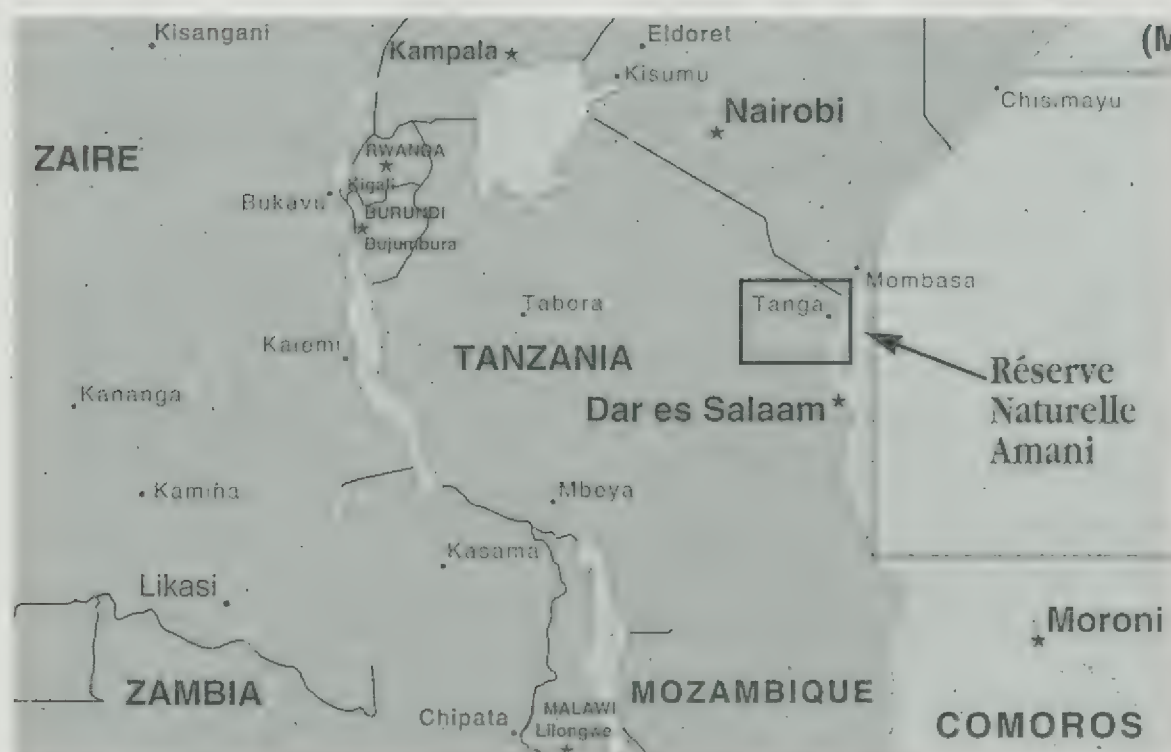 Kisangani
Kampala
Eldoret
(M
Kisumu
Chisimayu
Nairobi
ZAIRE
RWANGA
Kigali
Bukavu
BURUNDI
Bujumbura
Mombasa
Tanga
Tabora
Kalemi
TANZANIA
Réserve
Naturelle
Amani
Kananga
Dar es Salaam
Kamina
Mbeya
Kasama
Likasi
Moroni
ZAMBIA
MOZAMBIQUE
MALAWI
Chipata
Lilongwe
COMOROS